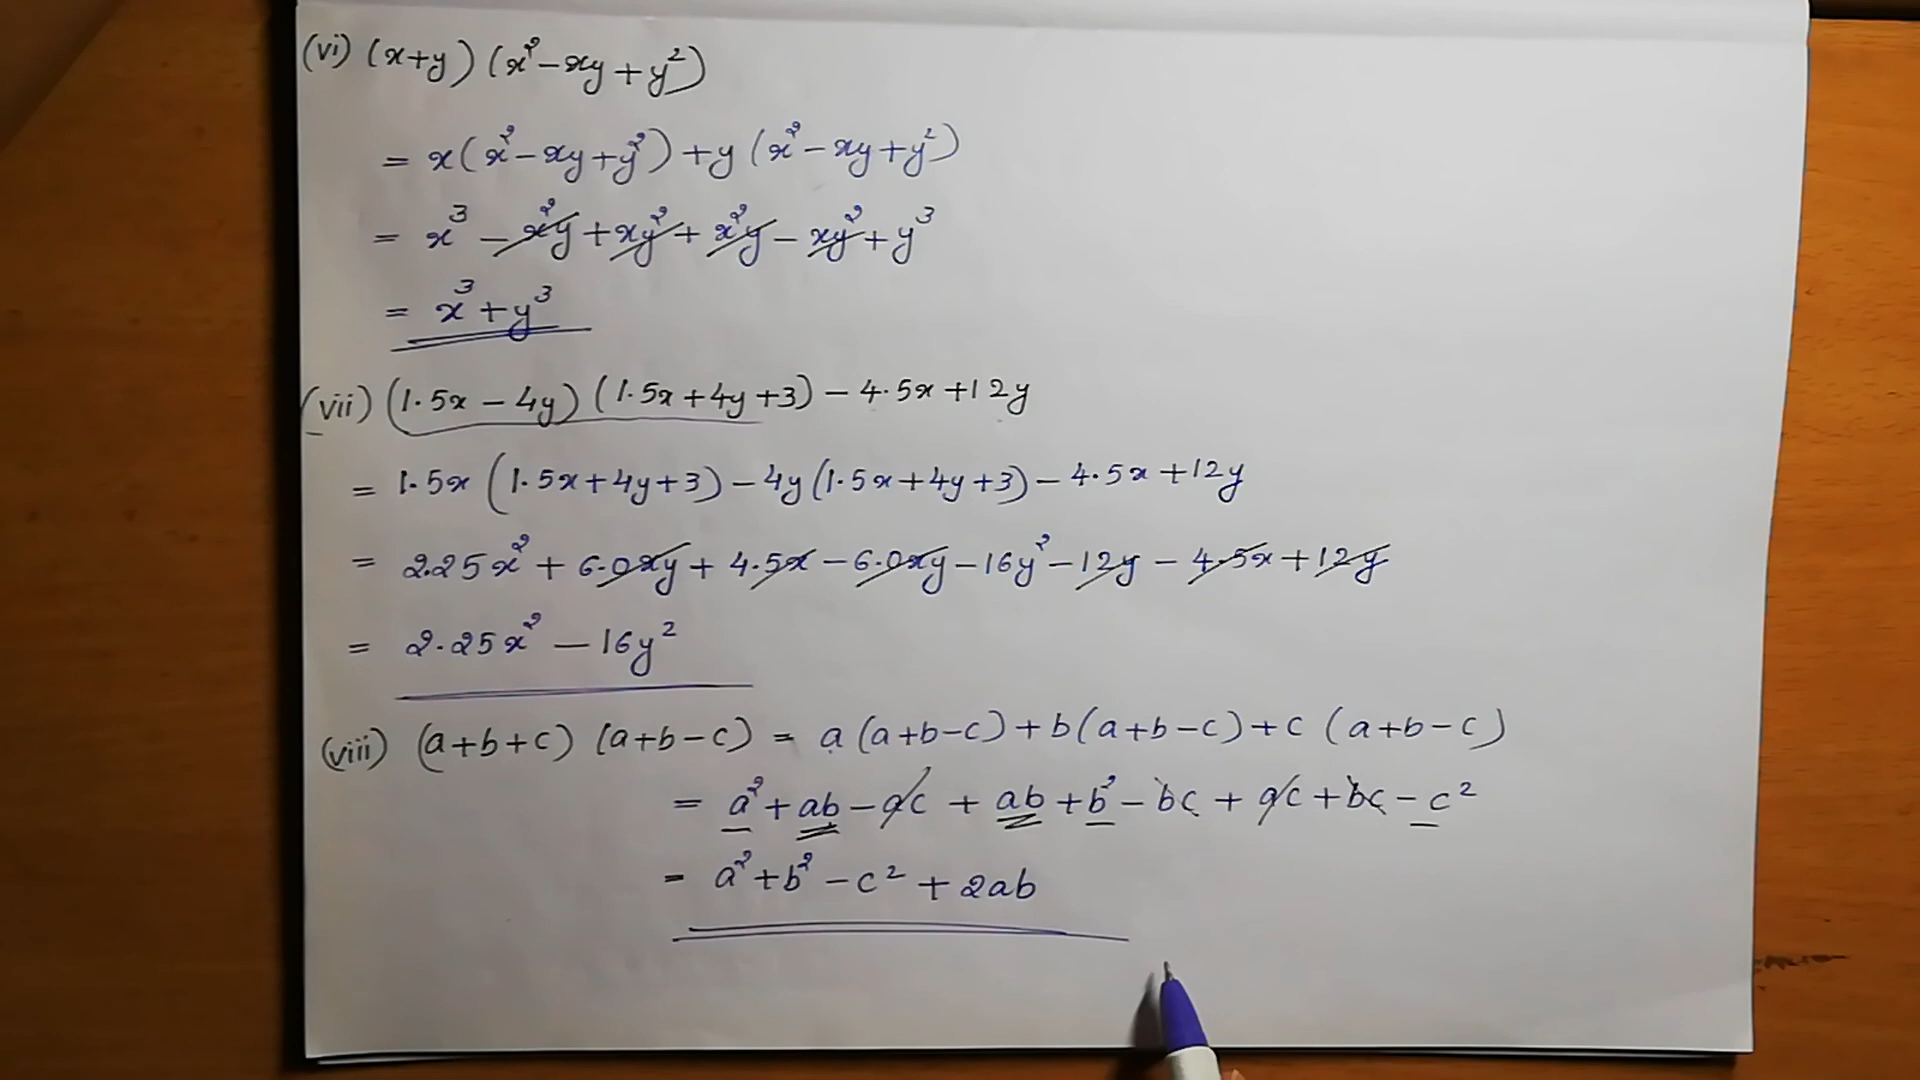 (vi) (x+y) (x² - xy + y²)
= x(x² - xy + y²) + y(x² - xy + y²)
= x³ - x²y + xy² + x²y - xy² + y³
= x³ + y³
(vii) (1.5x - 4y) (1.5x + 4y + 3) - 4.5x + 12y
= 1.5x (1.5x + 4y + 3) - 4y(1.5x + 4y + 3) - 4.5x + 12y
= 2.25x² + 6.0xy + 4.5x - 6.0xy - 16y² - 12y - 4.5x + 12y
= 2.25x² - 16y²
(viii) (a+b+c) (a+b-c) = a(a+b-c) + b(a+b-c) + c (a+b-c)
= a² + ab - ac + ab + b² - bc + ac + bc - c²
= a² + b² - c² + 2ab